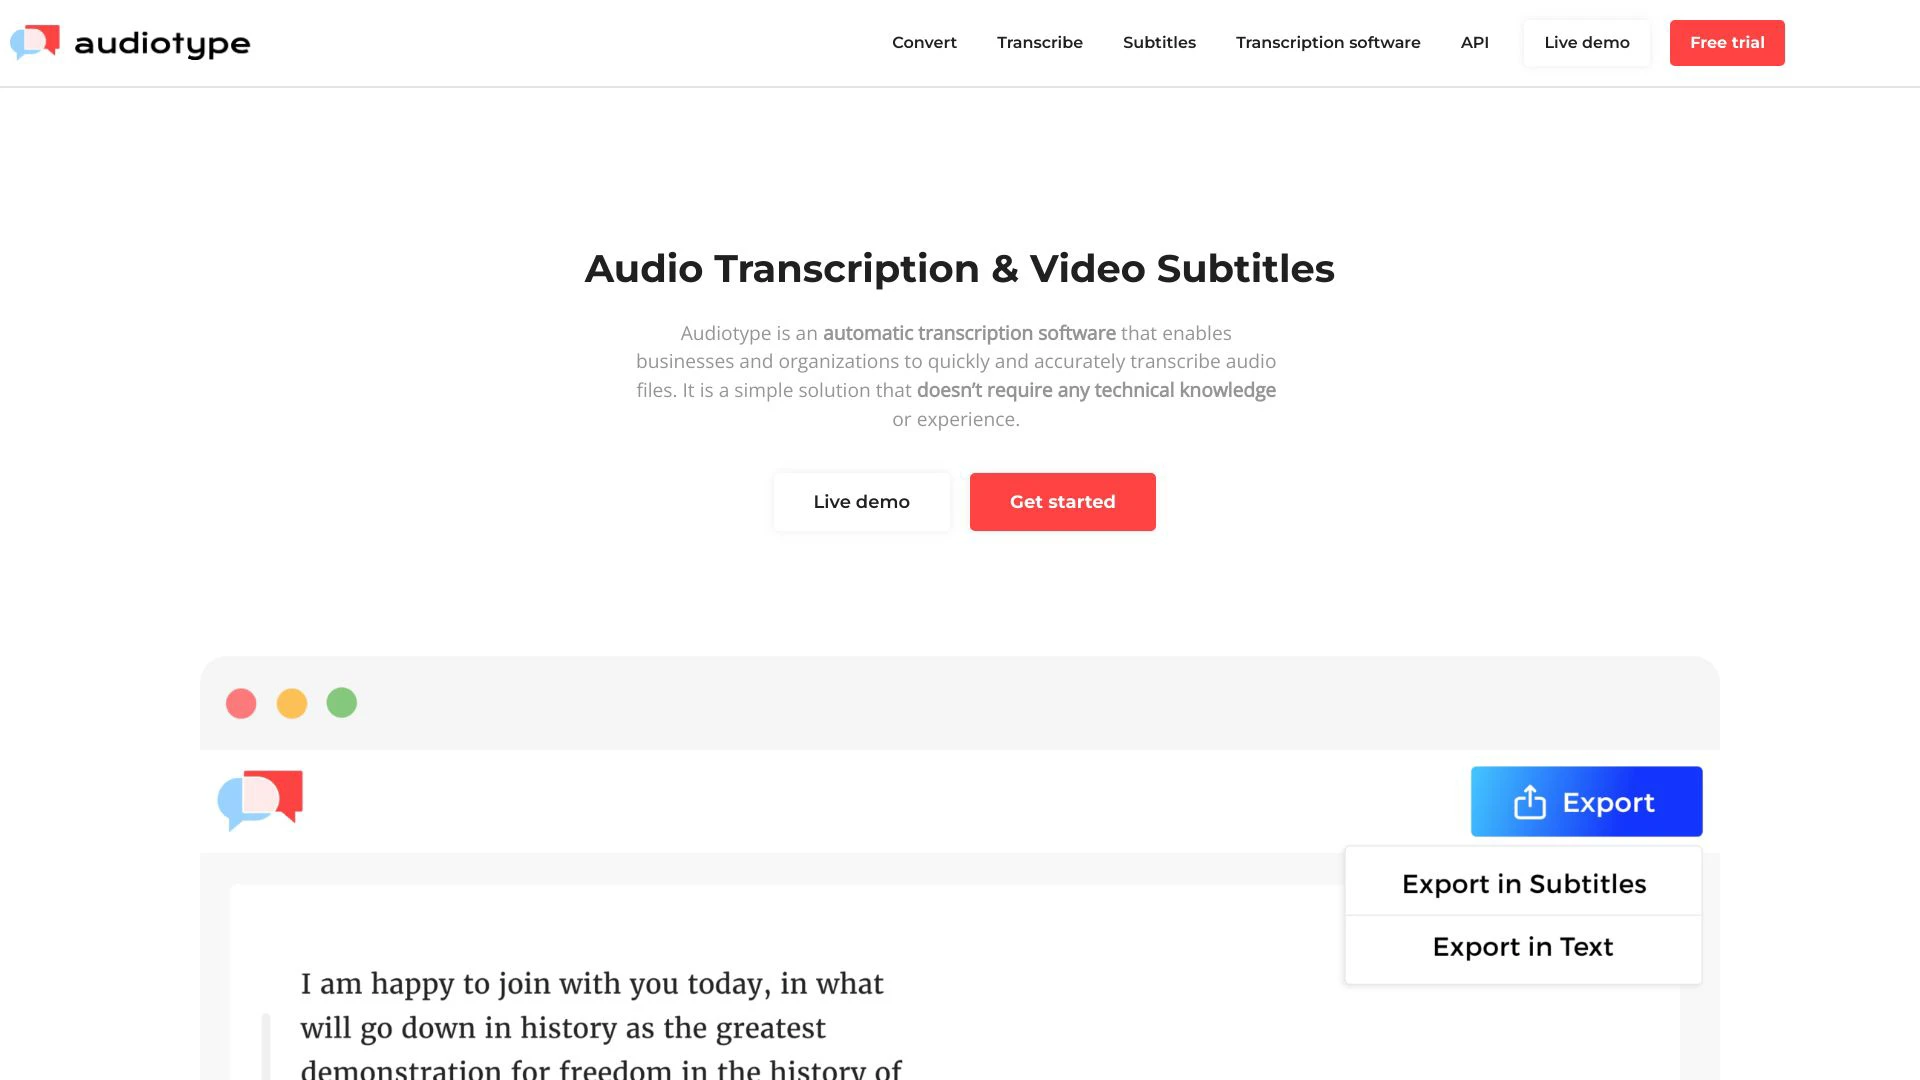 audiotype
Convert
Transcribe
Subtitles
Transcription software
API
Live demo
Free trial
Audio Transcription & Video Subtitles
Audiotype is an automatic transcription software that enables
businesses and organizations to quickly and accurately transcribe audio
files. It is a simple solution that doesn’t require any technical knowledge
or experience.
Live demo
Get started
Export
Export in Subtitles
Export in Text
I am happy to join with you today, in what
will go down in history as the greatest
demonstration for freedom in the history of